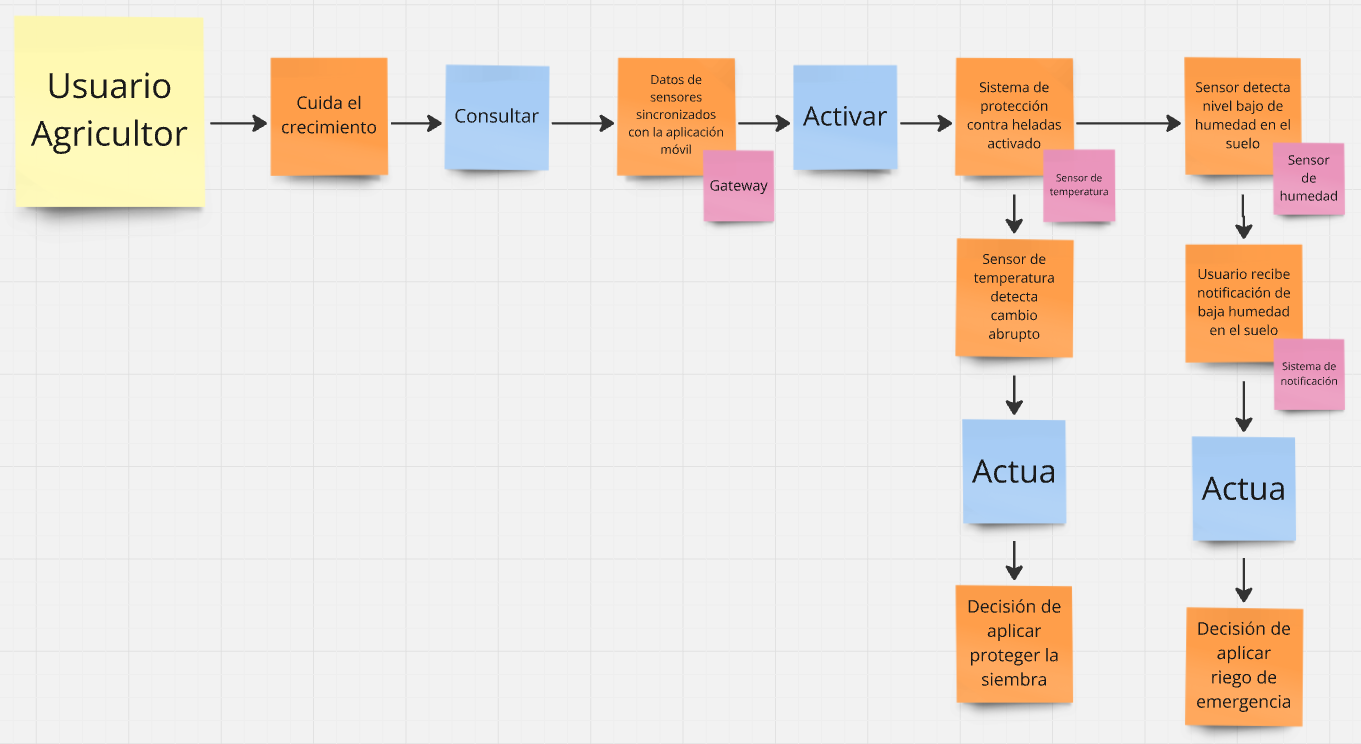 Usuario
Agricultor
Cuida el
crecimiento
Consultar
Datos de
sensores
sincronizados
con la aplicación
móvil
Gateway
Activar
Sistema de
protección
contra heladas
activado
Sensor de
temperatura
Sensor detecta
nivel bajo de
humedad en el
suelo
Sensor
de
humedad
Sensor de
temperatura
detecta
cambio
abrupto
Usuario recibe
notificación de
baja humedad
en el suelo
Sistema de
notificación
Actua
Actua
Decisión de
aplicar
proteger la
siembra
Decisión de
aplicar
riego de
emergencia